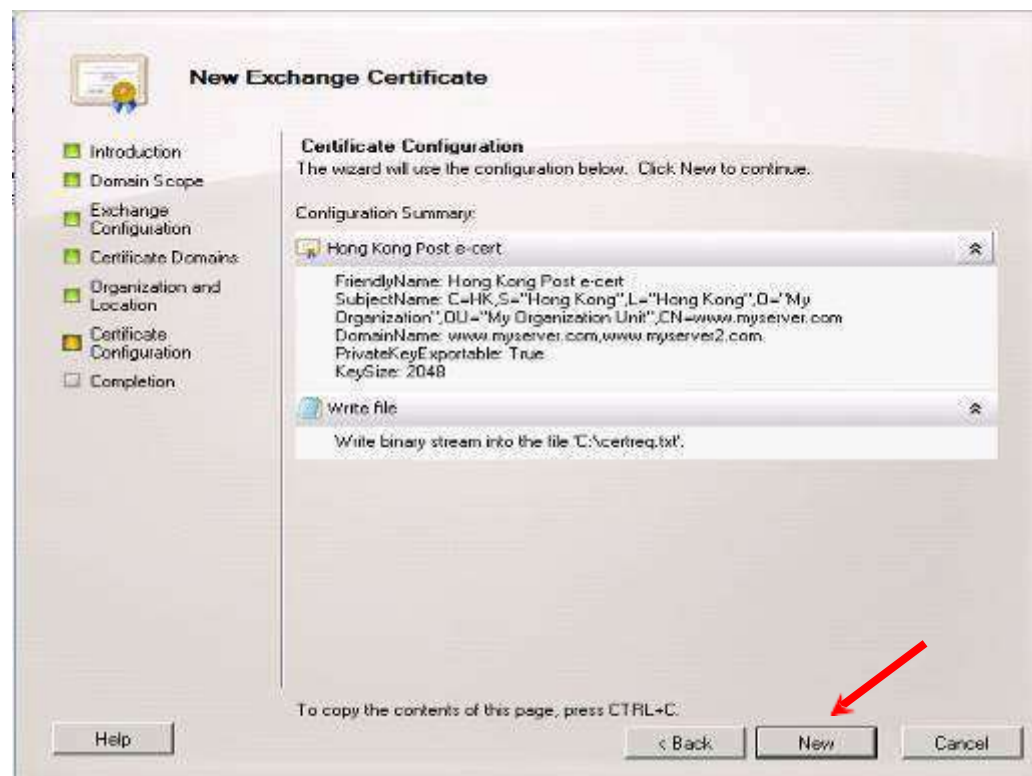 New Exchange Certificate
Introduction
Domain Scope
Exchange
Configuration
Certificate Domains
Organization and
Location
Certificate
Configuration
Completion
Certificate Configuration
The wizard will use the configuration below. Click New to continue.
Configuration Summary:
Hong Kong Post e-cert
FriendlyName: Hong Kong Post e-cert
SubjectName: C=HK,S="Hong Kong",L="Hong Kong",O="My
Organization",OU="My Organization Unit",CN=www.myserver.com
DomainName: www.myserver.com,www.myserver2.com
PrivateKeyExportable: True
KeySize: 2048
Write file
Write binary stream into the file 'C:\certreq.txt'.
To copy the contents of this page, press CTRL+C.
Help
< Back
New
Cancel